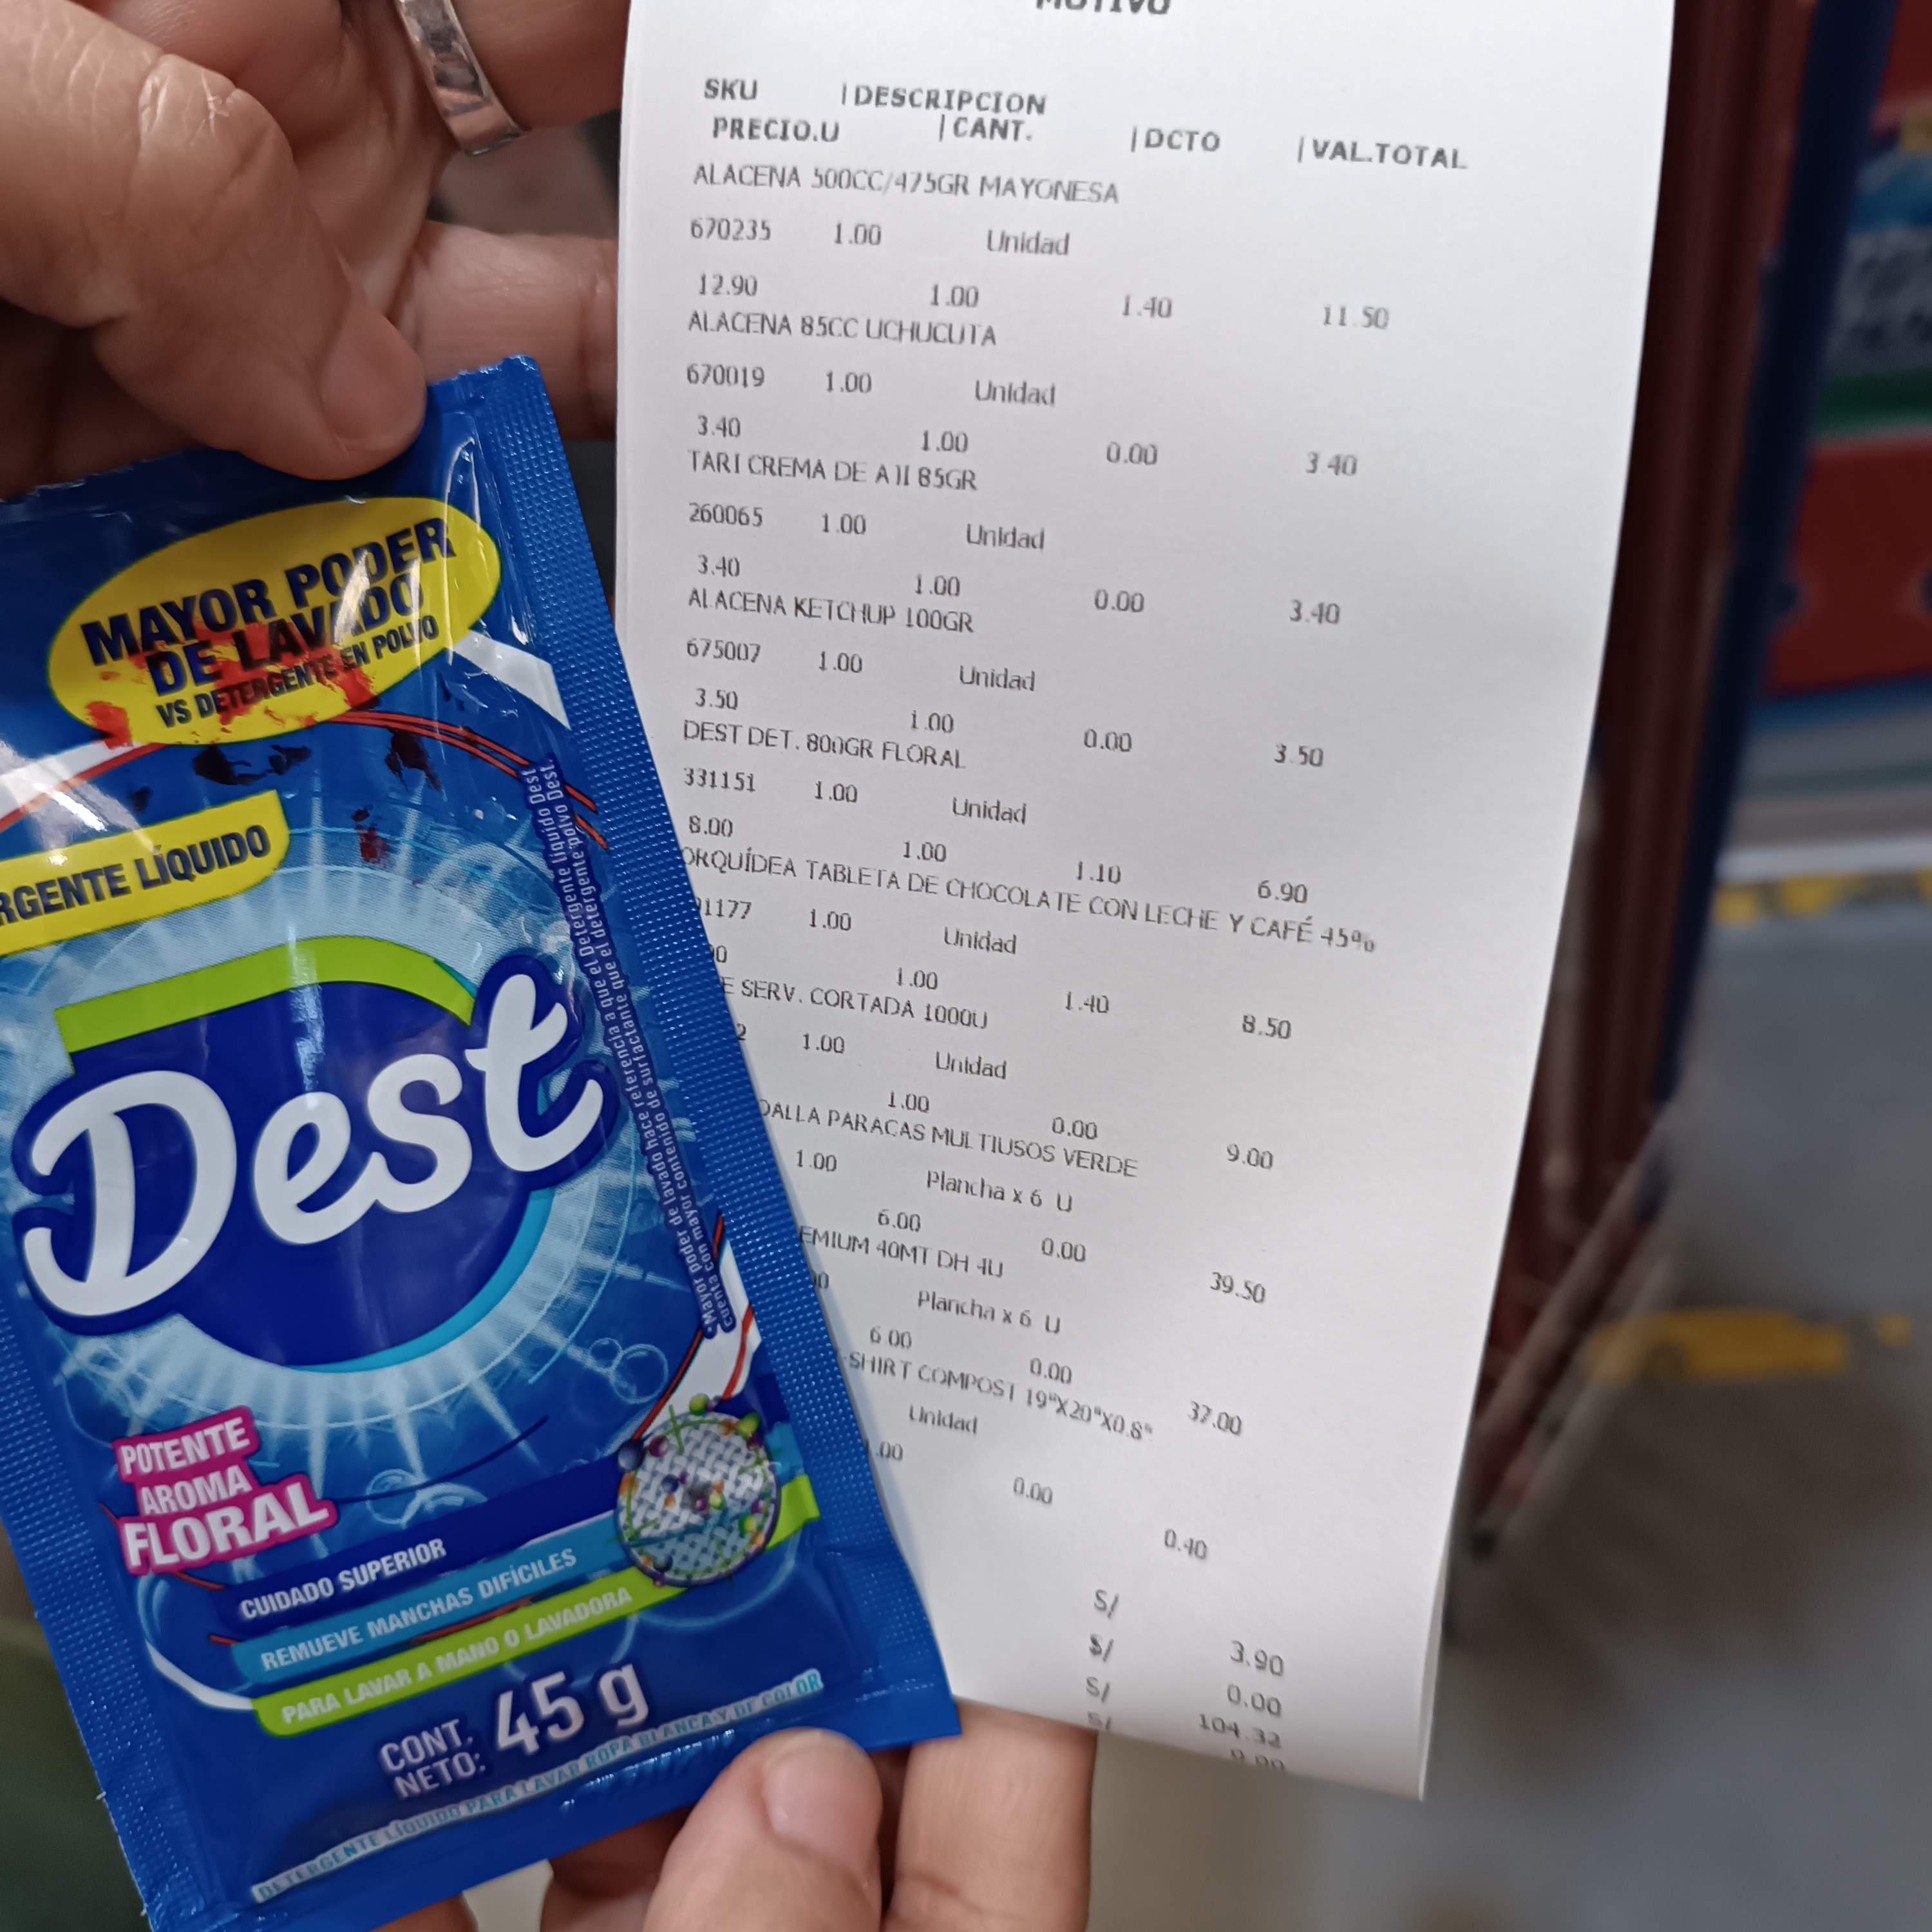 MOTIVO
SKU |DESCRIPCION
PRECIO.U |CANT. |DCTO |VAL.TOTAL
ALACENA 500CC/475GR MAYONESA
670235 1.00 Unidad
12.90 1.00 1.40 11.50
ALACENA 85CC UCHUCUTA
670019 1.00 Unidad
3.40 1.00 0.00 3.40
TARI CREMA DE AJI 85GR
260065 1.00 Unidad
3.40 1.00 0.00 3.40
ALACENA KETCHUP 100GR
675007 1.00 Unidad
3.50 1.00 0.00 3.50
DEST DET. 800GR FLORAL
331151 1.00 Unidad
8.00 1.00 1.10 6.90
ORQUÍDEA TABLETA DE CHOCOLATE CON LECHE Y CAFÉ 45%
1177 1.00 Unidad
0 1.00 1.40 8.50
E SERV. CORTADA 1000U
2 1.00 Unidad
1.00 0.00 9.00
DALLA PARACAS MULTIUSOS VERDE
1.00 Plancha x 6 U
6.00 0.00 39.50
EMIUM 40MT DH 4U
00 Plancha x 6 U
6.00 0.00 37.00
-SHIRT COMPOST 19"X20"X0.8"
Unidad
1.00 0.00 0.40
S/ 3.90
S/ 0.00
S/ 104.32
S/ 0.00
MAYOR PODER
DE LAVADO
VS DETERGENTE EN POLVO
RGENTE LÍQUIDO
Dest
*Mayor poder de lavado hace referencia a que el Detergente líquido Dest
cuenta con mayor contenido de surfactante que el detergente polvo Dest.
POTENTE
AROMA
FLORAL
CUIDADO SUPERIOR
REMUEVE MANCHAS DIFÍCILES
PARA LAVAR A MANO O LAVADORA
CONT.
NETO: 45 g
DETERGENTE LÍQUIDO PARA LAVAR ROPA BLANCA Y DE COLOR